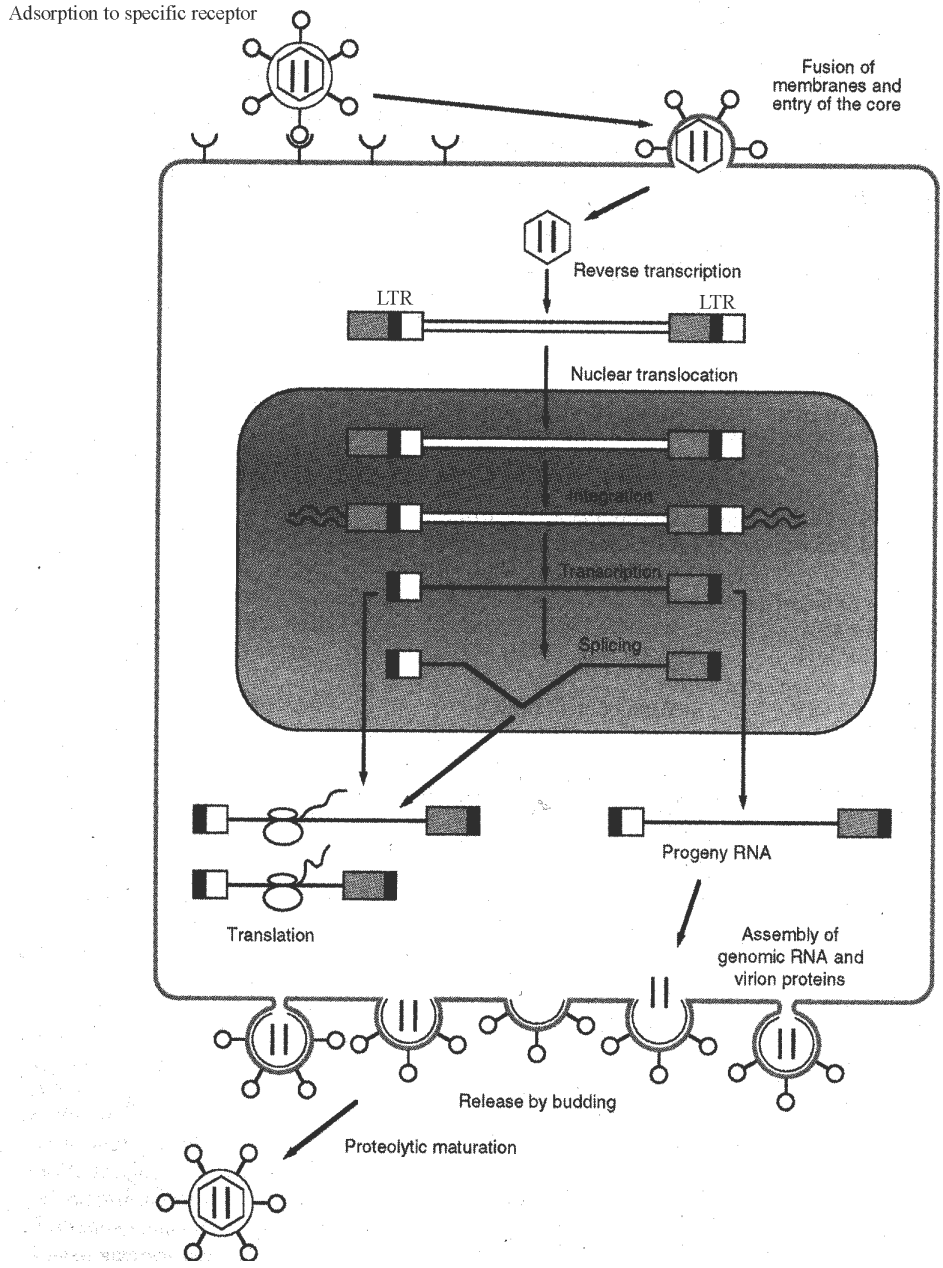 Adsorption to specific receptor
Fusion of
membranes and
entry of the core
Reverse transcription
LTR
LTR
Nuclear translocation
Integration
Transcription
Splicing
Progeny RNA
Translation
Assembly of
genomic RNA and
virion proteins
Release by budding
Proteolytic maturation